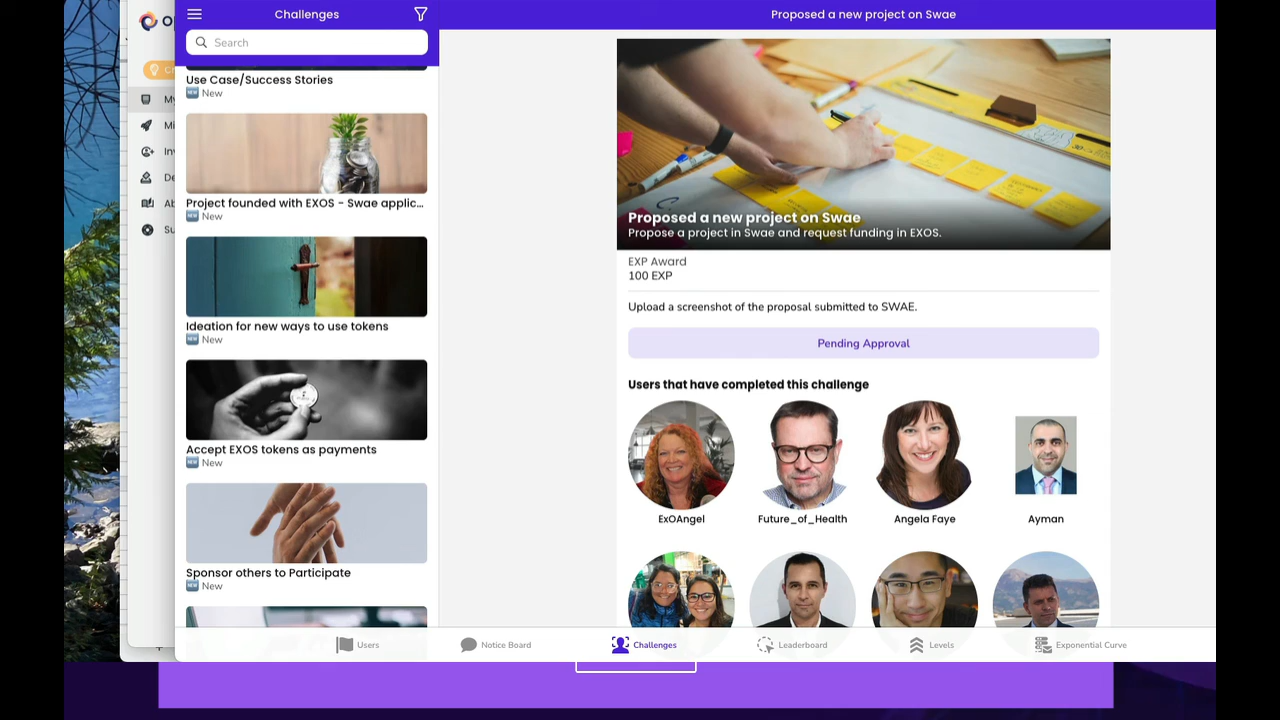 Challenges
Search
Use Case/Success Stories
New
Project founded with EXOS - Swae applic...
New
Ideation for new ways to use tokens
New
Accept EXOS tokens as payments
New
Sponsor others to Participate
New
Proposed a new project on Swae
Proposed a new project on Swae
Propose a project in Swae and request funding in EXOS.
EXP Award
100 EXP
Upload a screenshot of the proposal submitted to SWAE.
Pending Approval
Users that have completed this challenge
ExOAngel
Future_of_Health
Angela Faye
Ayman
Users
Notice Board
Challenges
Leaderboard
Levels
Exponential Curve